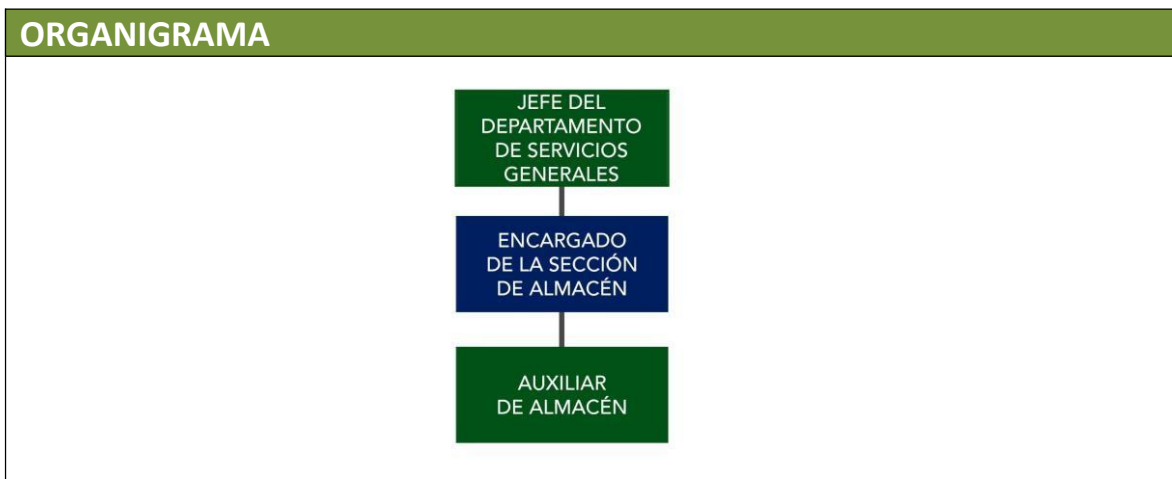 ORGANIGRAMA
JEFE DEL
DEPARTAMENTO
DE SERVICIOS
GENERALES
ENCARGADO
DE LA SECCIÓN
DE ALMACÉN
AUXILIAR
DE ALMACÉN